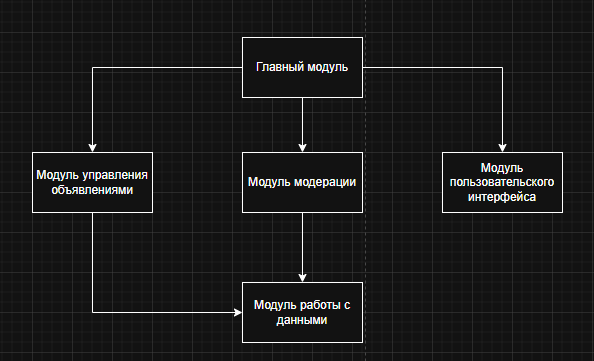 Главный модуль
Модуль управления
объявлениями
Модуль модерации
Модуль
пользовательского
интерфейса
Модуль работы с
данными